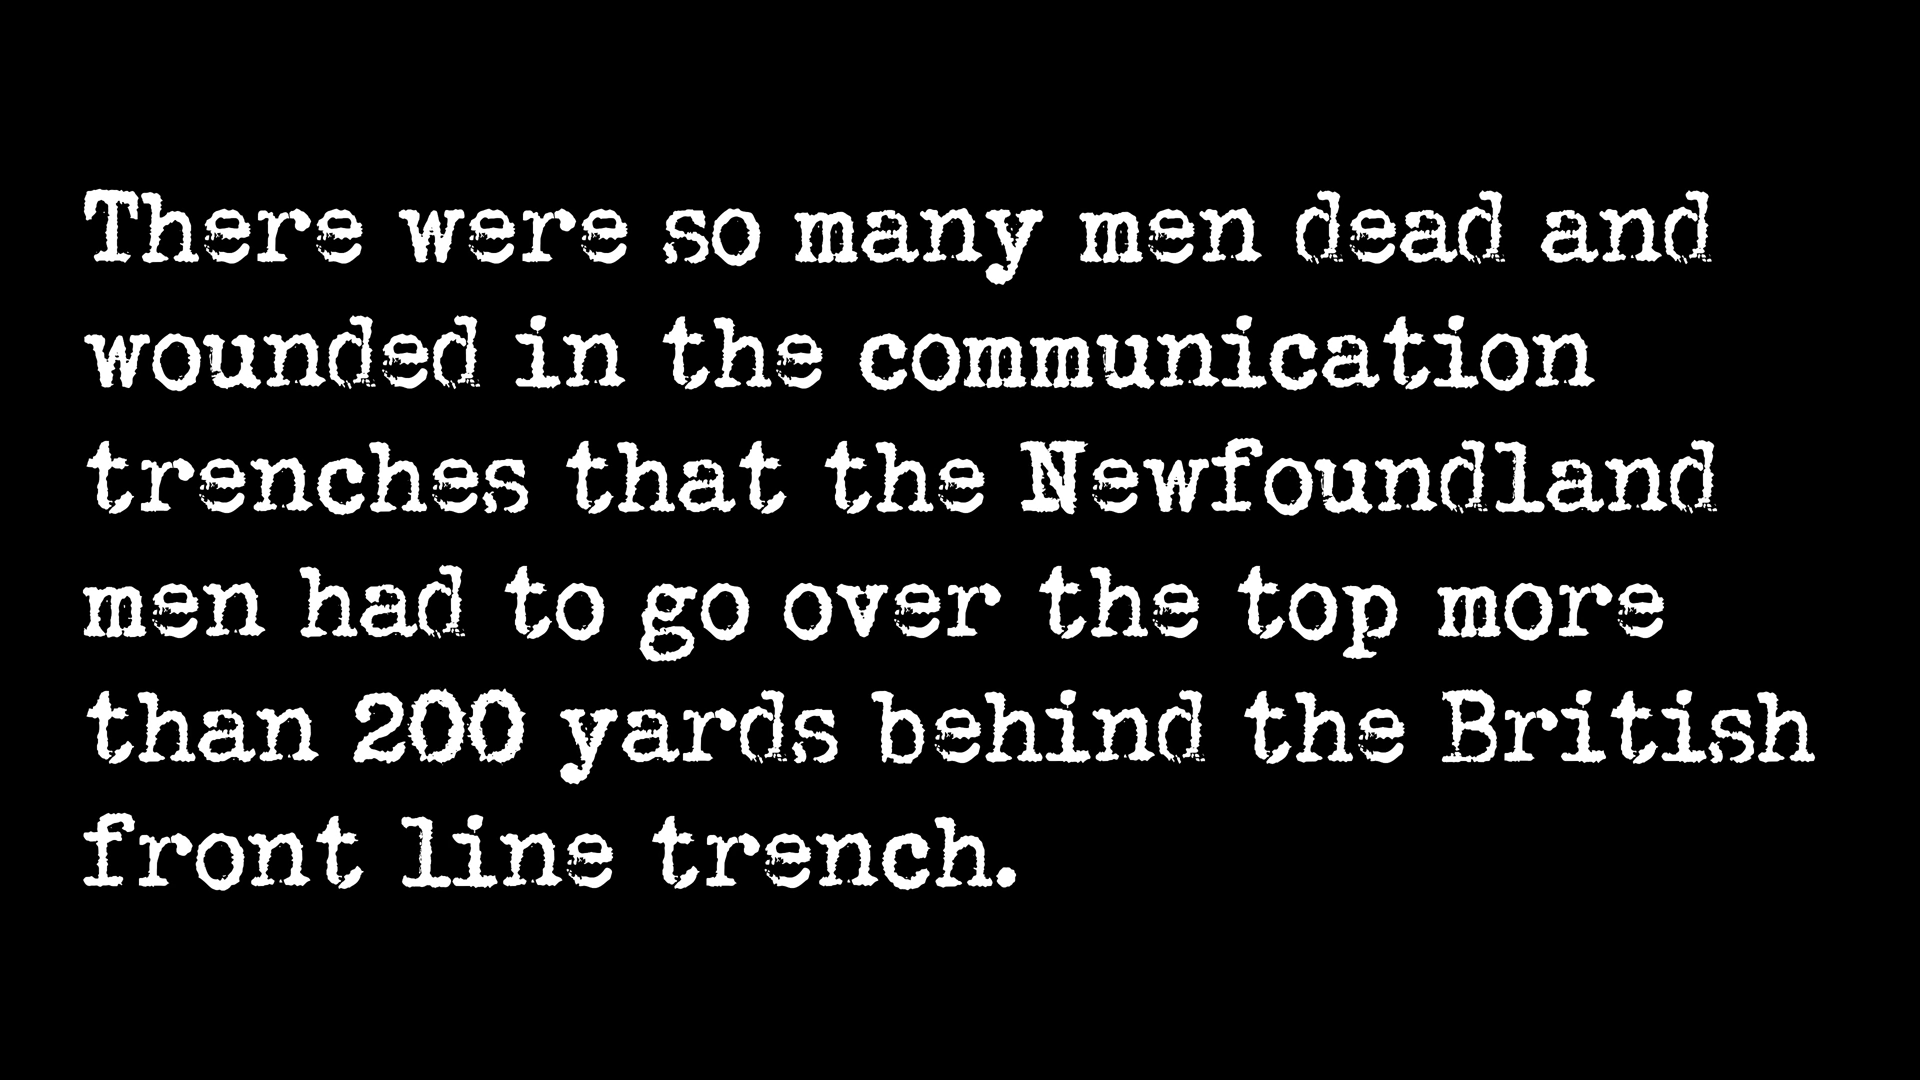 There were so many men dead and
wounded in the communication
trenches that the Newfoundland
men had to go over the top more
than 200 yards behind the British
front line trench.